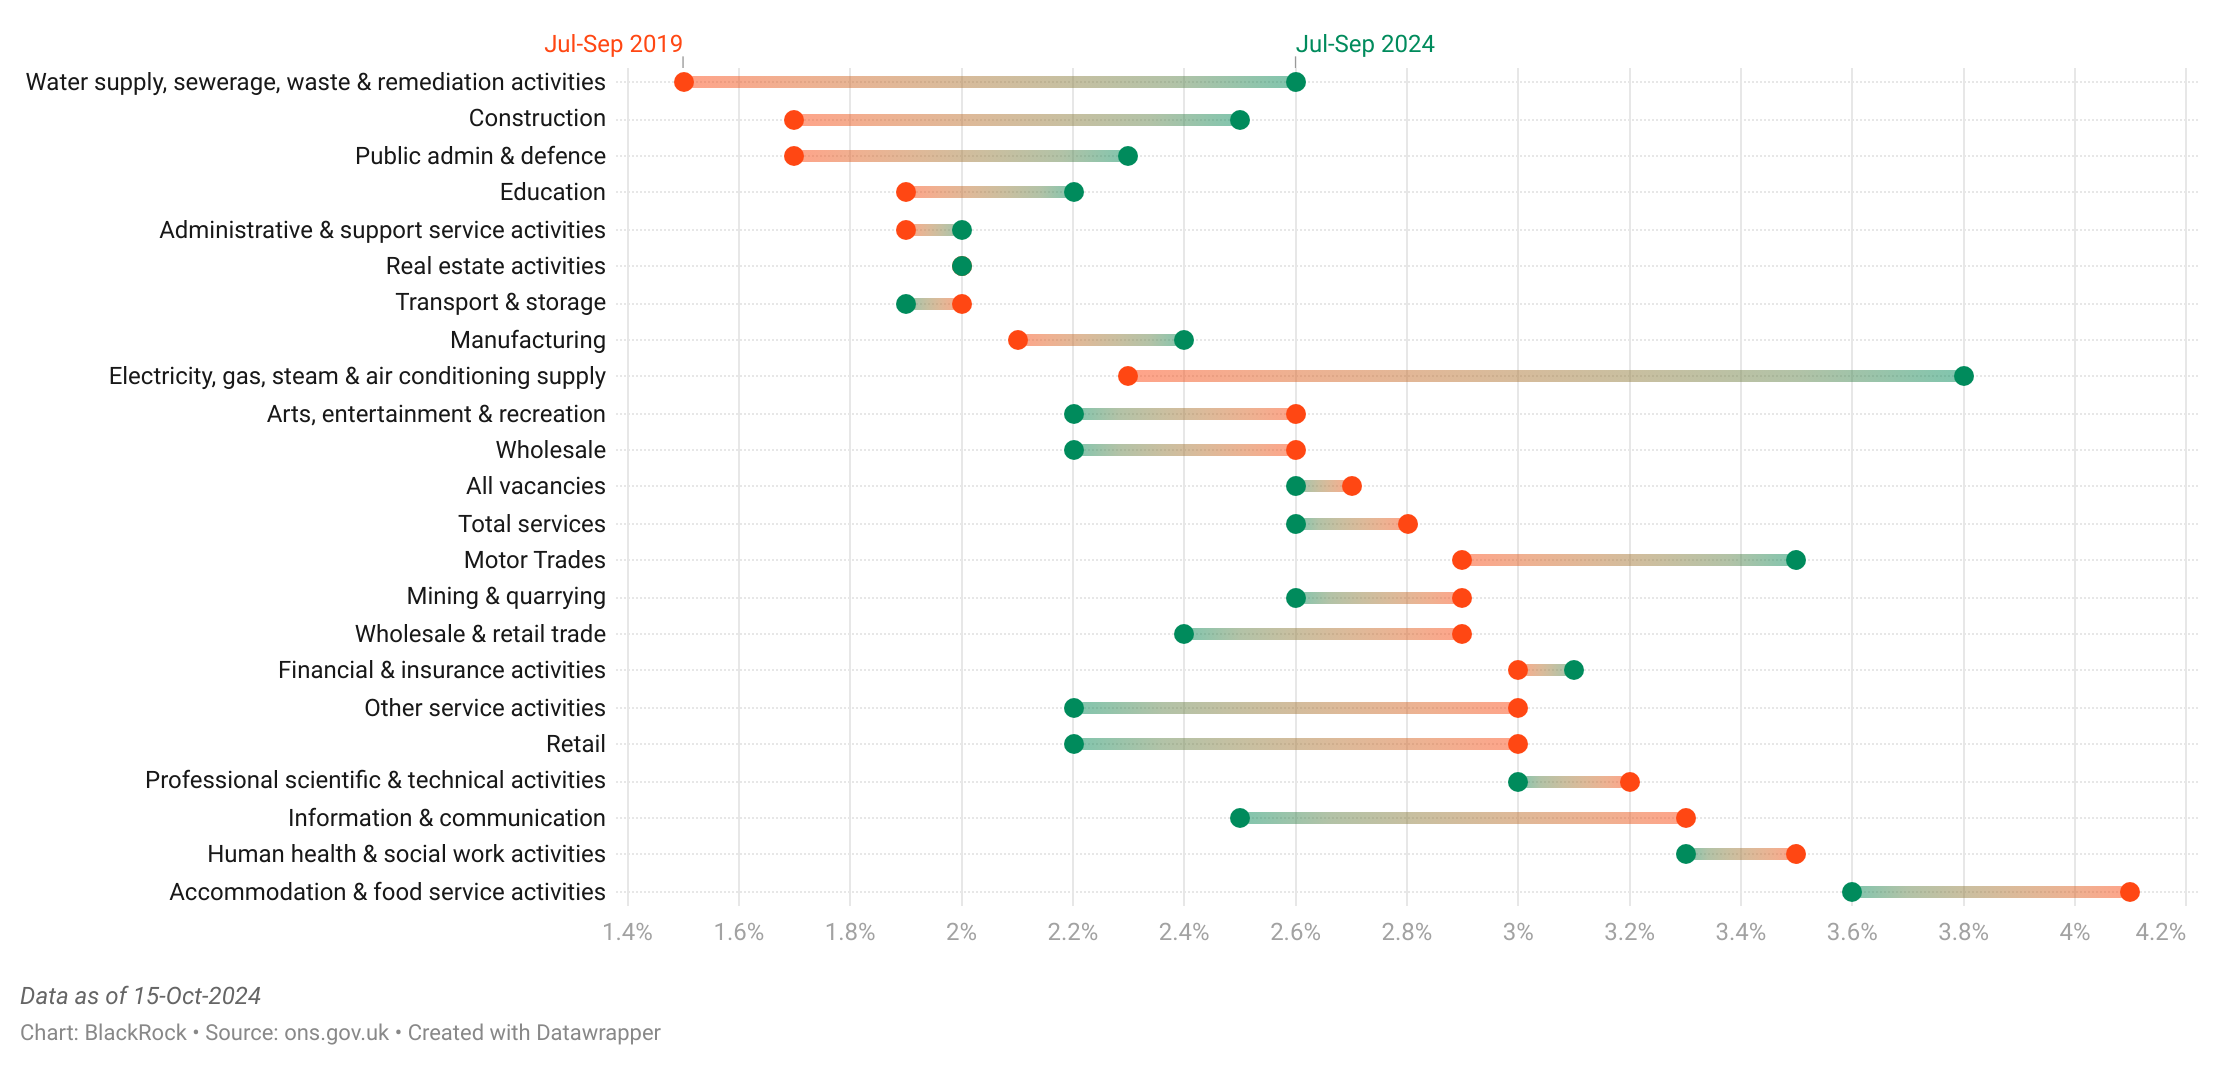 Jul-Sep 2019 Jul-Sep 2024
Water supply, sewerage, waste & remediation activities
Construction
Public admin & defence
Education
Administrative & support service activities
Real estate activities
Transport & storage
Manufacturing
Electricity, gas, steam & air conditioning supply
Arts, entertainment & recreation
Wholesale
All vacancies
Total services
Motor Trades
Mining & quarrying
Wholesale & retail trade
Financial & insurance activities
Other service activities
Retail
Professional scientific & technical activities
Information & communication
Human health & social work activities
Accommodation & food service activities
1.4% 1.6% 1.8% 2% 2.2% 2.4% 2.6% 2.8% 3% 3.2% 3.4% 3.6% 3.8% 4% 4.2%
Data as of 15-Oct-2024
Chart: BlackRock • Source: ons.gov.uk • Created with Datawrapper